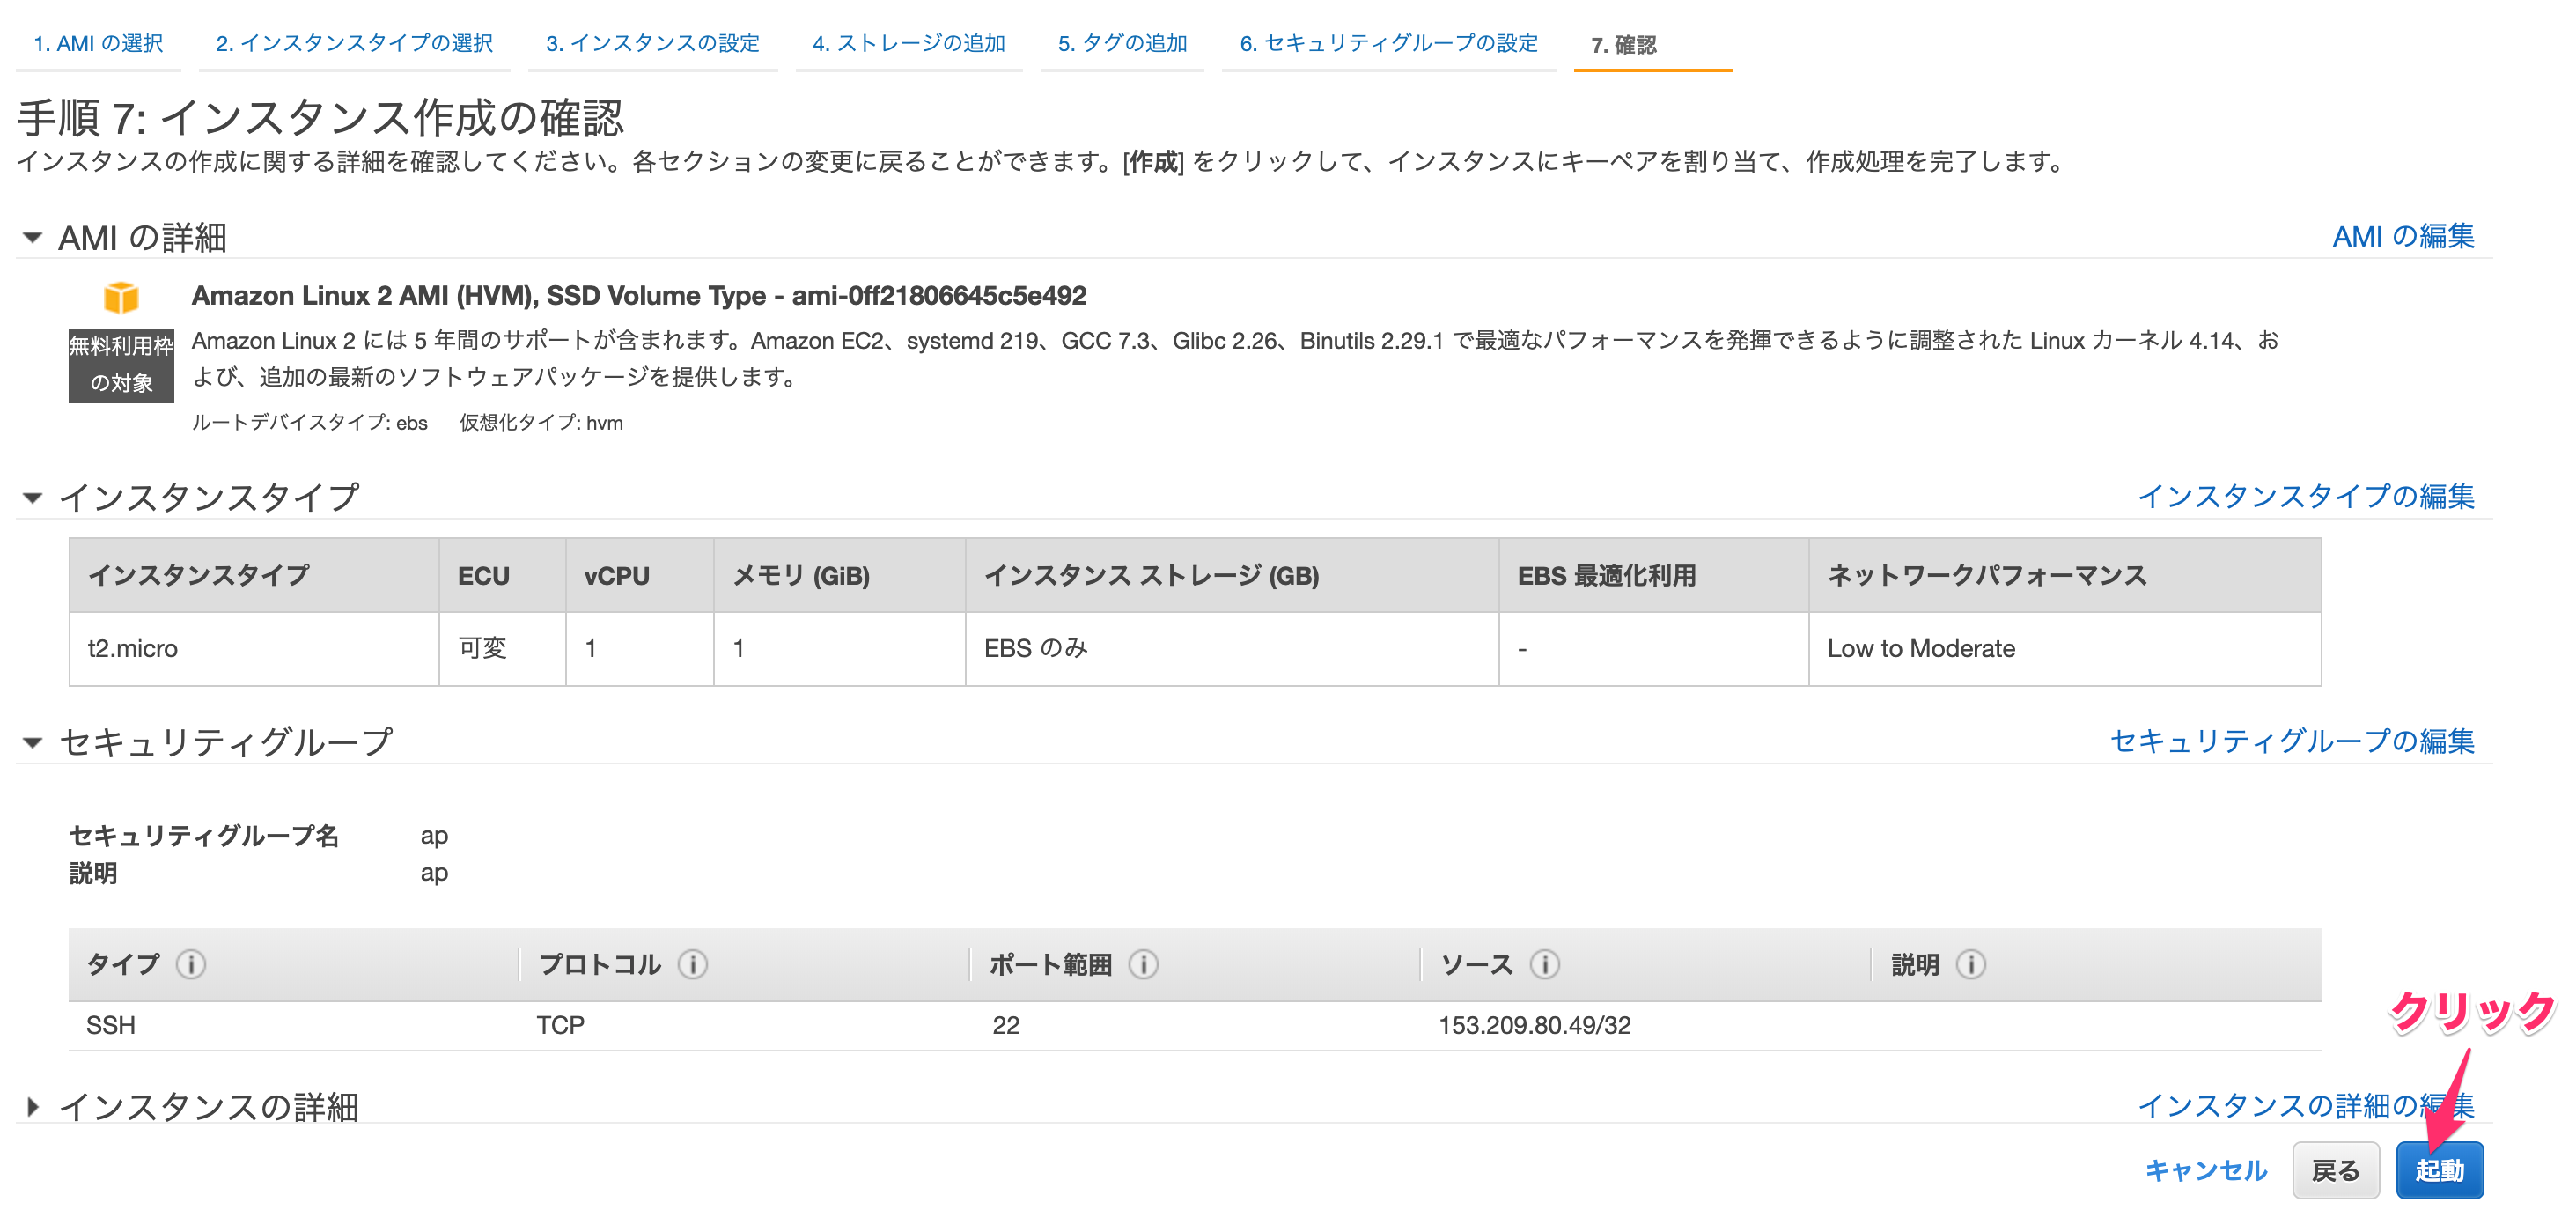 1. AMI の選択 2. インスタンスタイプの選択 3. インスタンスの設定 4. ストレージの追加 5. タグの追加 6. セキュリティグループの設定 7. 確認
手順 7: インスタンス作成の確認
インスタンスの作成に関する詳細を確認してください。各セクションの変更に戻ることができます。[作成] をクリックして、インスタンスにキーペアを割り当て、作成処理を完了します。
AMI の詳細 AMI の編集
Amazon Linux 2 AMI (HVM), SSD Volume Type - ami-0ff21806645c5e492
無料利用枠
の対象
Amazon Linux 2 には 5 年間のサポートが含まれます。Amazon EC2、systemd 219、GCC 7.3、Glibc 2.26、Binutils 2.29.1 で最適なパフォーマンスを発揮できるように調整された Linux カーネル 4.14、お
よび、追加の最新のソフトウェアパッケージを提供します。
ルートデバイスタイプ: ebs 仮想化タイプ: hvm
インスタンスタイプ インスタンスタイプの編集
インスタンスタイプ ECU vCPU メモリ (GiB) インスタンス ストレージ (GB) EBS 最適化利用 ネットワークパフォーマンス
t2.micro 可変 1 1 EBS のみ - Low to Moderate
セキュリティグループ セキュリティグループの編集
セキュリティグループ名 ap
説明 ap
タイプ プロトコル ポート範囲 ソース 説明
SSH TCP 22 153.209.80.49/32
クリック
インスタンスの詳細 インスタンスの詳細の編集
キャンセル 戻る 起動